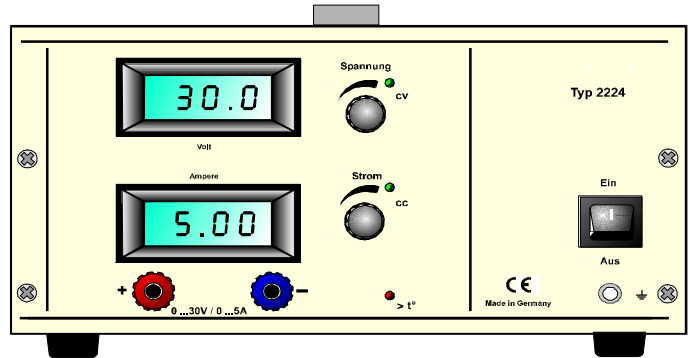 Spannung
30.0
CV
Volt
Typ 2224
Ampere
Strom
5.00
CC
Ein
I
Aus
+
−
0 ...30V / 0 ...5A
> t°
CE
Made in Germany